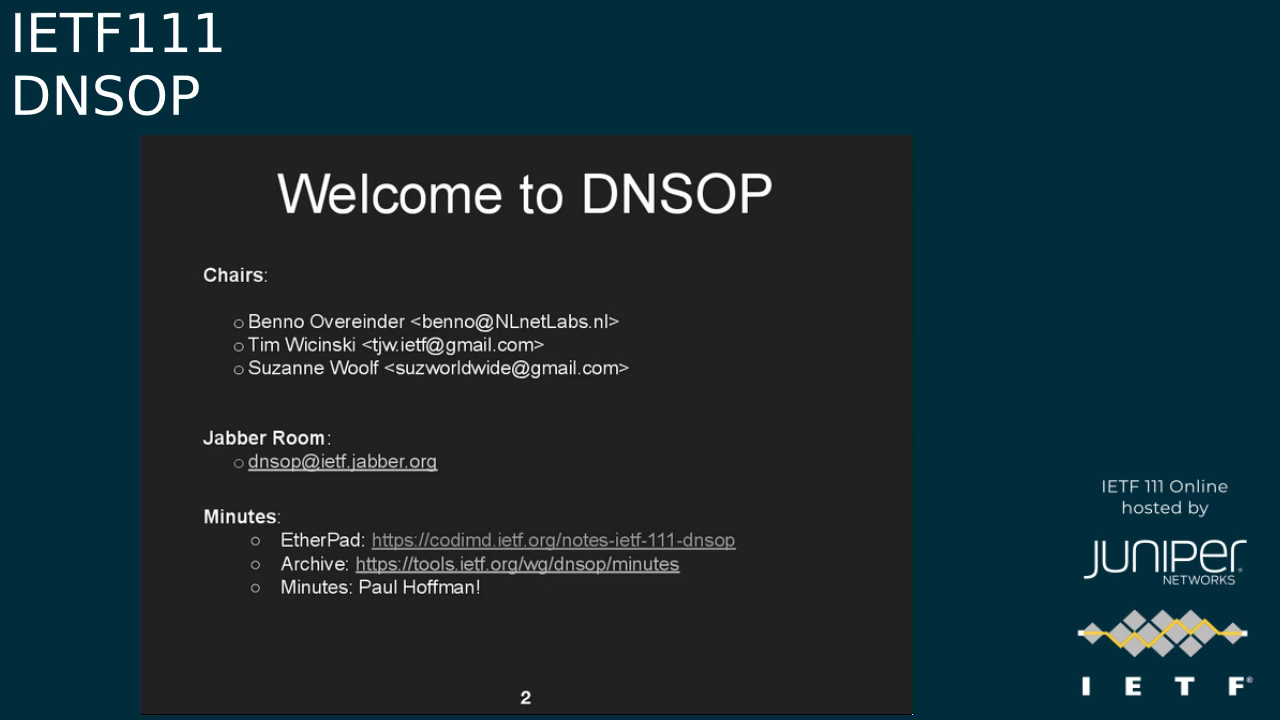 IETF111
DNSOP
Welcome to DNSOP
Chairs:
○ Benno Overeinder <benno@NLnetLabs.nl>
○ Tim Wicinski <tjw.ietf@gmail.com>
○ Suzanne Woolf <suzworldwide@gmail.com>
Jabber Room:
○ dnsop@ietf.jabber.org
Minutes:
○ EtherPad: https://codimd.ietf.org/notes-ietf-111-dnsop
○ Archive: https://tools.ietf.org/wg/dnsop/minutes
○ Minutes: Paul Hoffman!
2
IETF 111 Online
hosted by
JUNIPER
NETWORKS
I E T F®